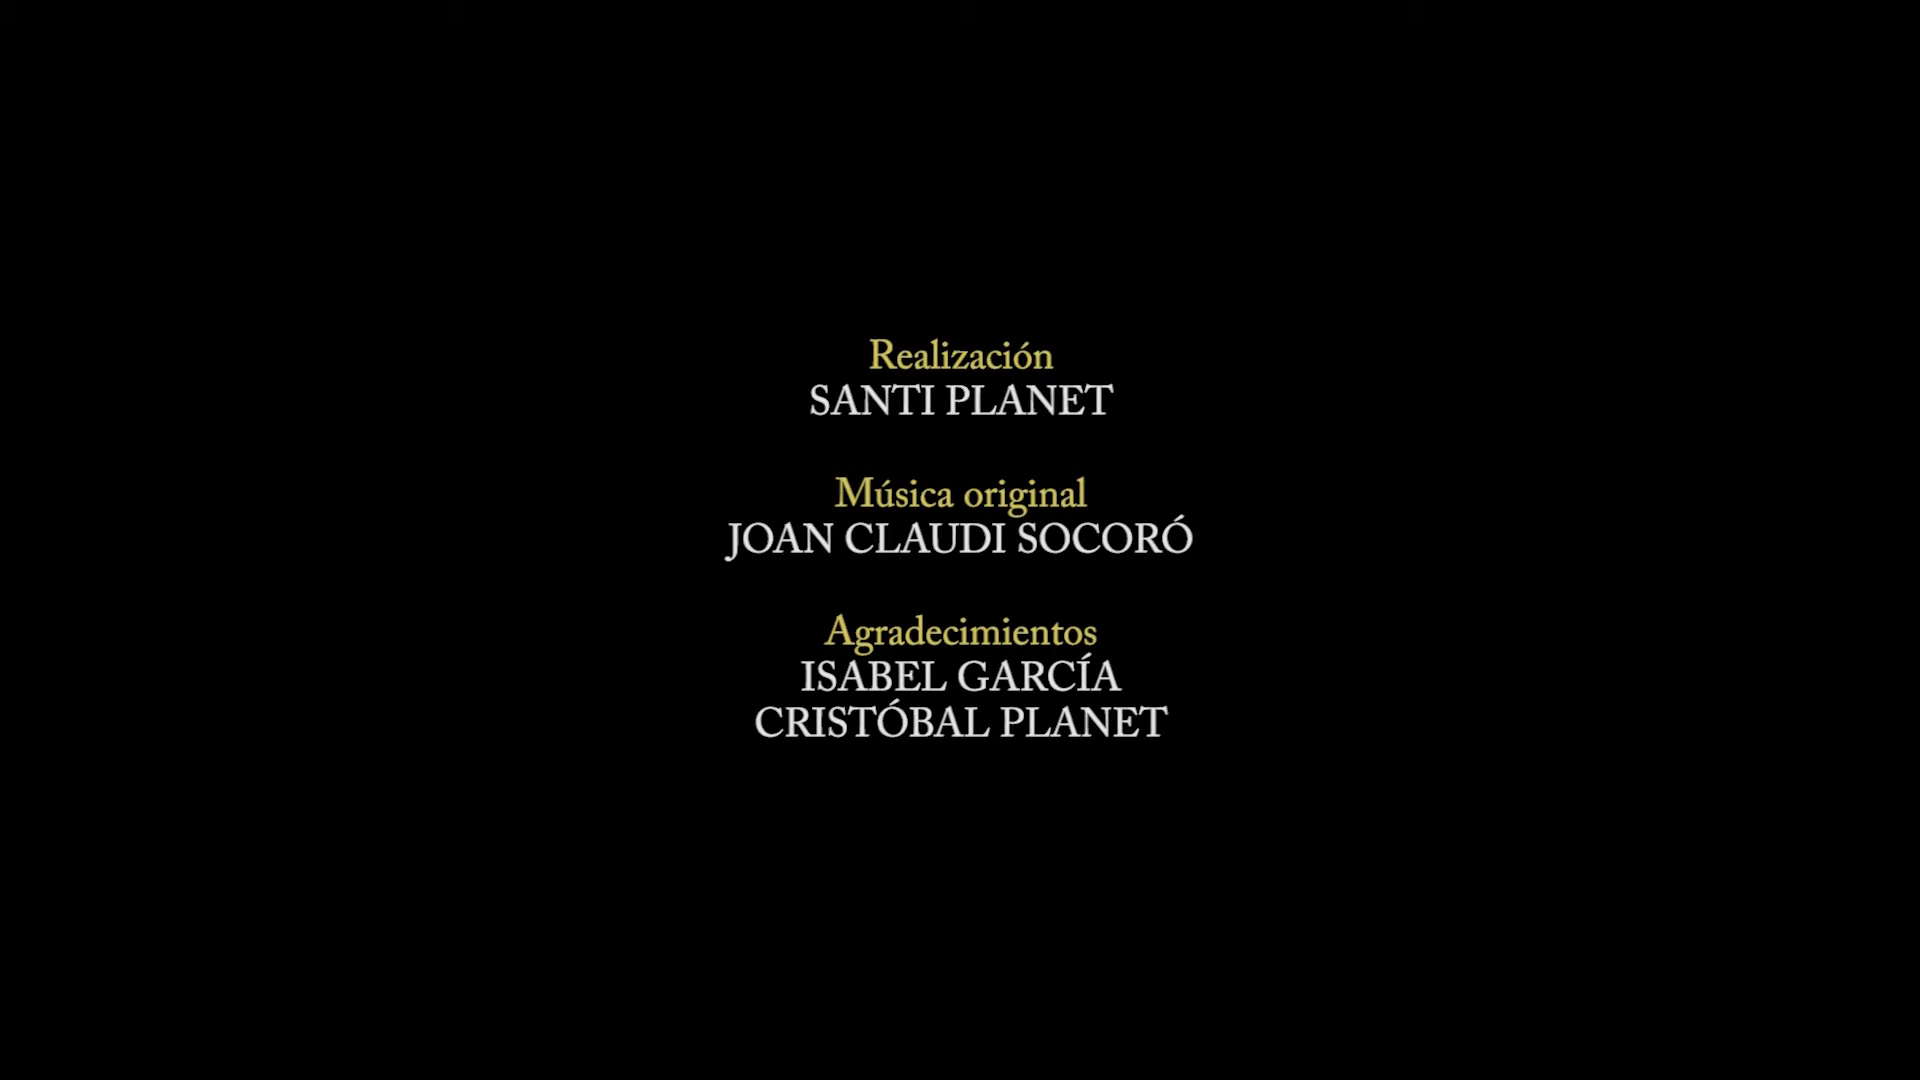 Realización
SANTI PLANET
Música original
JOAN CLAUDI SOCORÓ
Agradecimientos
ISABEL GARCÍA
CRISTÓBAL PLANET